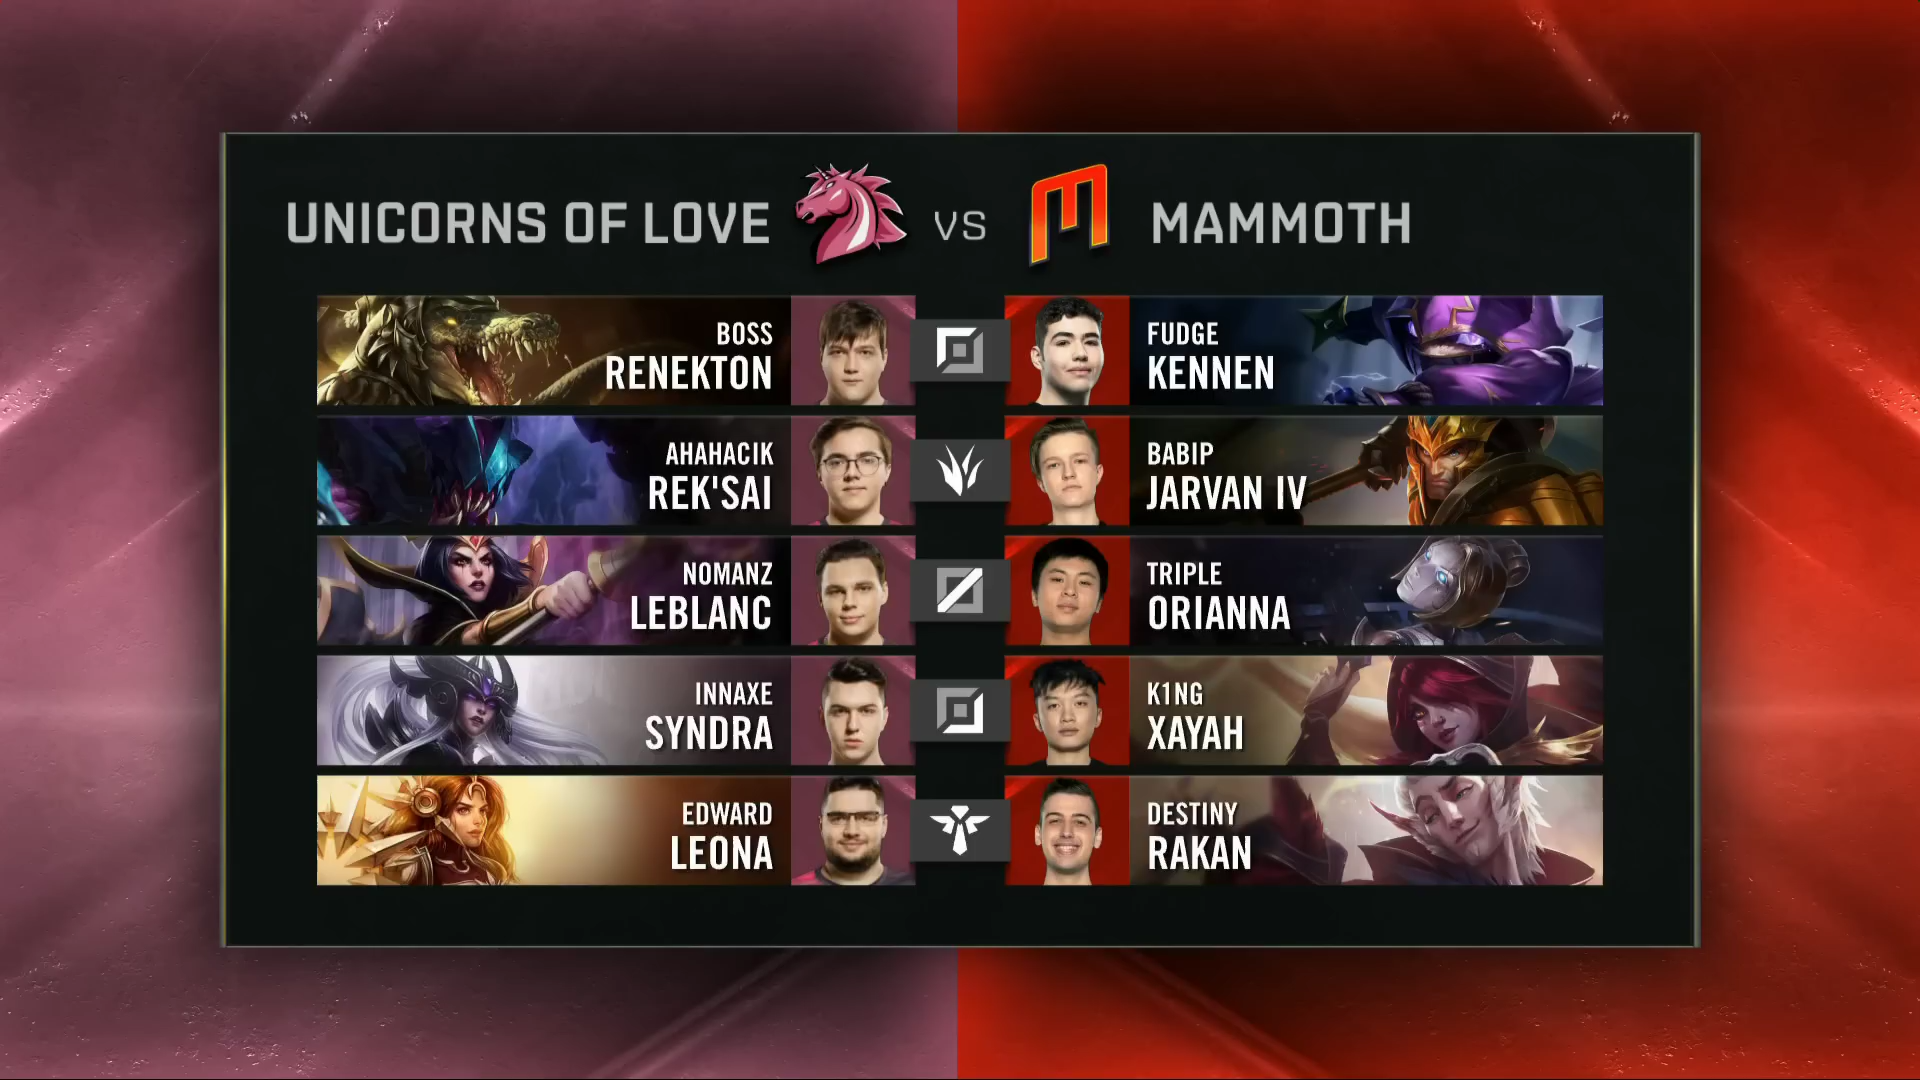 UNICORNS OF LOVE VS MAMMOTH
BOSS
RENEKTON
FUDGE
KENNEN
AHAHACIK
REK'SAI
BABIP
JARVAN IV
NOMANZ
LEBLANC
TRIPLE
ORIANNA
INNAXE
SYNDRA
K1NG
XAYAH
EDWARD
LEONA
DESTINY
RAKAN